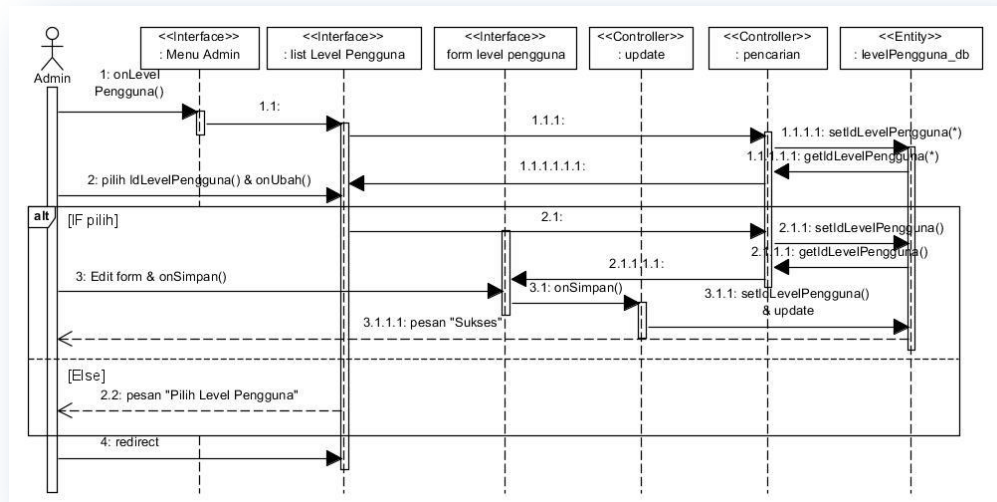 <<Interface>>
: Menu Admin
<<Interface>>
: list Level Pengguna
<<Interface>>
form level pengguna
<<Controller>>
: update
<<Controller>>
: pencarian
<<Entity>>
: levelPengguna_db
Admin
1: onLevel
Pengguna()
1.1:
1.1.1:
1.1.1.1: setIdLevelPengguna(*)
1.1.1.1.1: getIdLevelPengguna(*)
1.1.1.1.1.1:
2: pilih IdLevelPengguna() & onUbah()
alt
[IF pilih]
2.1:
2.1.1: setIdLevelPengguna()
2.1.1.1: getIdLevelPengguna()
2.1.1.1.1:
3: Edit form & onSimpan()
3.1: onSimpan()
3.1.1: setIdLevelPengguna()
& update
3.1.1.1: pesan "Sukses"
[Else]
2.2: pesan "Pilih Level Pengguna"
4: redirect